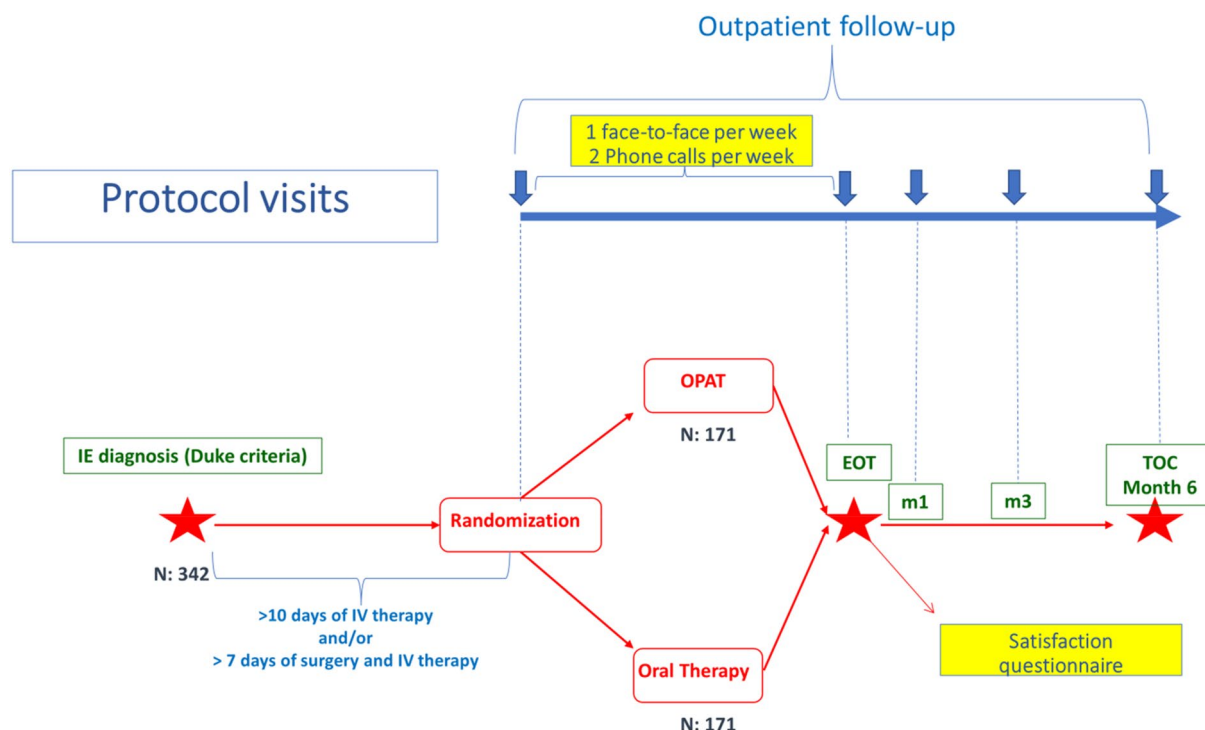 Outpatient follow-up
1 face-to-face per week
2 Phone calls per week
Protocol visits
OPAT
N: 171
IE diagnosis (Duke criteria)
EOT
TOC
Month 6
m1
m3
Randomization
N: 342
>10 days of IV therapy
and/or
> 7 days of surgery and IV therapy
Satisfaction
questionnaire
Oral Therapy
N: 171